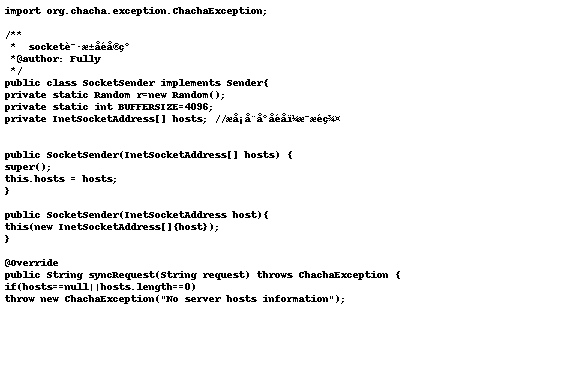 import org.chacha.exception.ChachaException;
/**
* socketè¯·æ±å®ç°
*@author: Fully
*/
public class SocketSender implements Sender{
private static Random r=new Random();
private static int BUFFERSIZE=4096;
private InetSocketAddress[] hosts; //
public SocketSender(InetSocketAddress[] hosts) {
super();
this.hosts = hosts;
}
public SocketSender(InetSocketAddress host){
this(new InetSocketAddress[]{host});
}
@Override
public String syncRequest(String request) throws ChachaException {
if(hosts==null||hosts.length==0)
throw new ChachaException("No server hosts information");